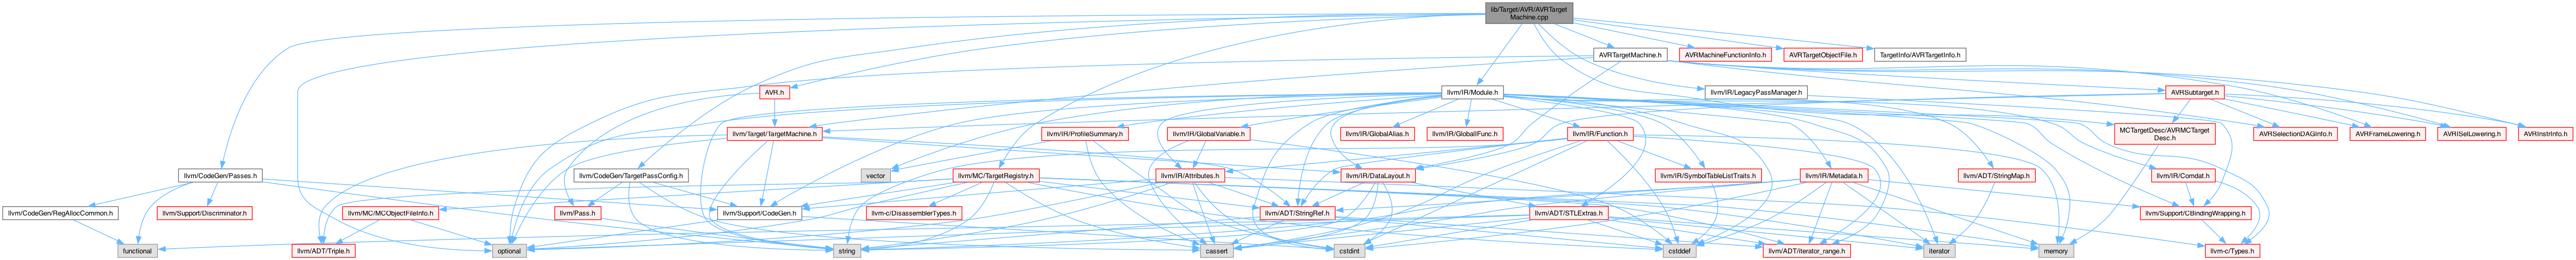 lib/Target/AVR/AVRTarget
Machine.cpp
AVRTargetMachine.h
AVRMachineFunctionInfo.h
AVRTargetObjectFile.h
TargetInfo/AVRTargetInfo.h
AVR.h
llvm/IR/Module.h
llvm/IR/LegacyPassManager.h
AVRSubtarget.h
llvm/Target/TargetMachine.h
llvm/IR/ProfileSummary.h
llvm/IR/GlobalVariable.h
llvm/IR/GlobalAlias.h
llvm/IR/GlobalIFunc.h
llvm/IR/Function.h
MCTargetDesc/AVRMCTarget
Desc.h
AVRSelectionDAGInfo.h
AVRFrameLowering.h
AVRISelLowering.h
AVRInstrInfo.h
llvm/CodeGen/Passes.h
llvm/CodeGen/TargetPassConfig.h
vector
llvm/MC/TargetRegistry.h
llvm/IR/Attributes.h
llvm/IR/DataLayout.h
llvm/IR/SymbolTableListTraits.h
llvm/IR/Metadata.h
llvm/ADT/StringMap.h
llvm/IR/Comdat.h
llvm/CodeGen/RegAllocCommon.h
llvm/Support/Discriminator.h
llvm/MC/MCObjectFileInfo.h
llvm/Pass.h
llvm/Support/CodeGen.h
llvm-c/DisassemblerTypes.h
llvm/ADT/StringRef.h
llvm/ADT/STLExtras.h
llvm/Support/CBindingWrapping.h
functional
llvm/ADT/Triple.h
optional
string
cassert
cstdint
cstddef
llvm/ADT/iterator_range.h
iterator
memory
llvm-c/Types.h